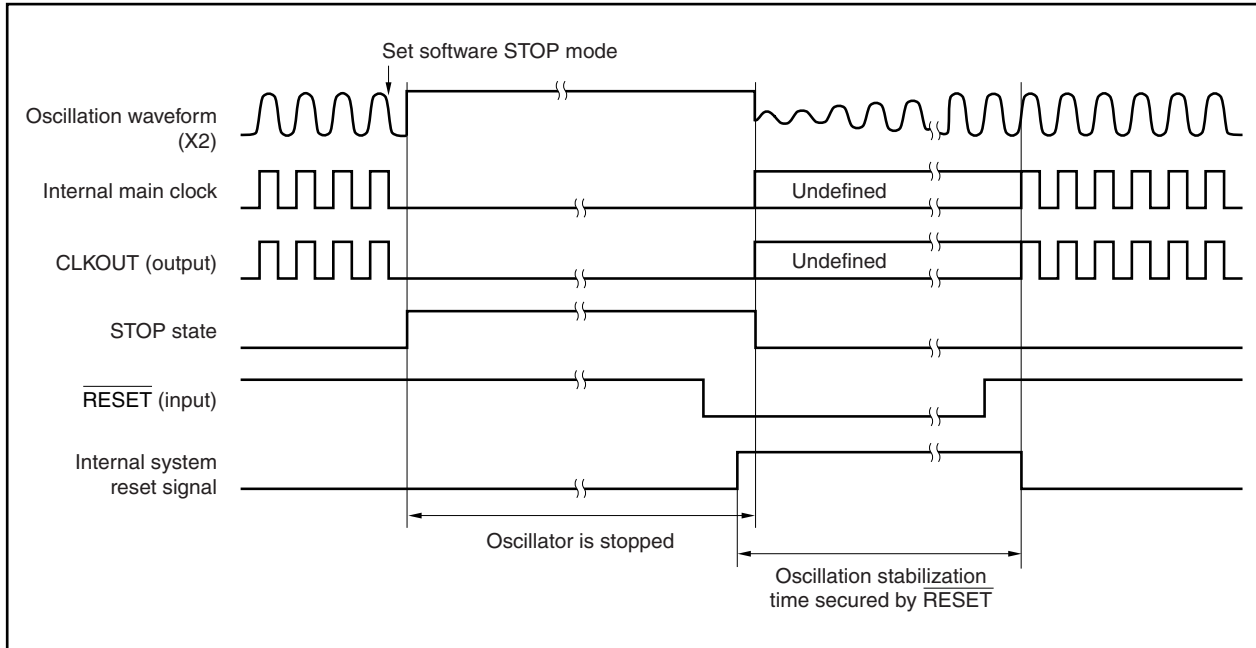 Set software STOP mode
Oscillation waveform
(X2)
Internal main clock
Undefined
CLKOUT (output)
Undefined
STOP state
RESET (input)
Internal system
reset signal
Oscillator is stopped
Oscillation stabilization
time secured by RESET